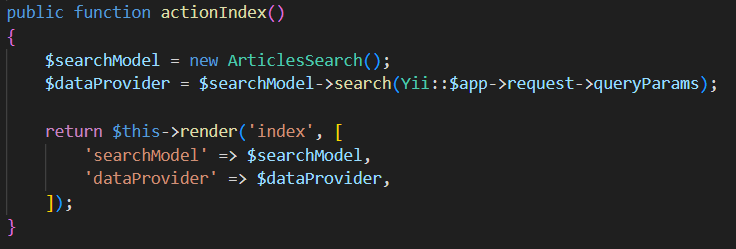 public function actionIndex()
{
    $searchModel = new ArticlesSearch();
    $dataProvider = $searchModel->search(Yii::$app->request->queryParams);

    return $this->render('index', [
        'searchModel' => $searchModel,
        'dataProvider' => $dataProvider,
    ]);
}